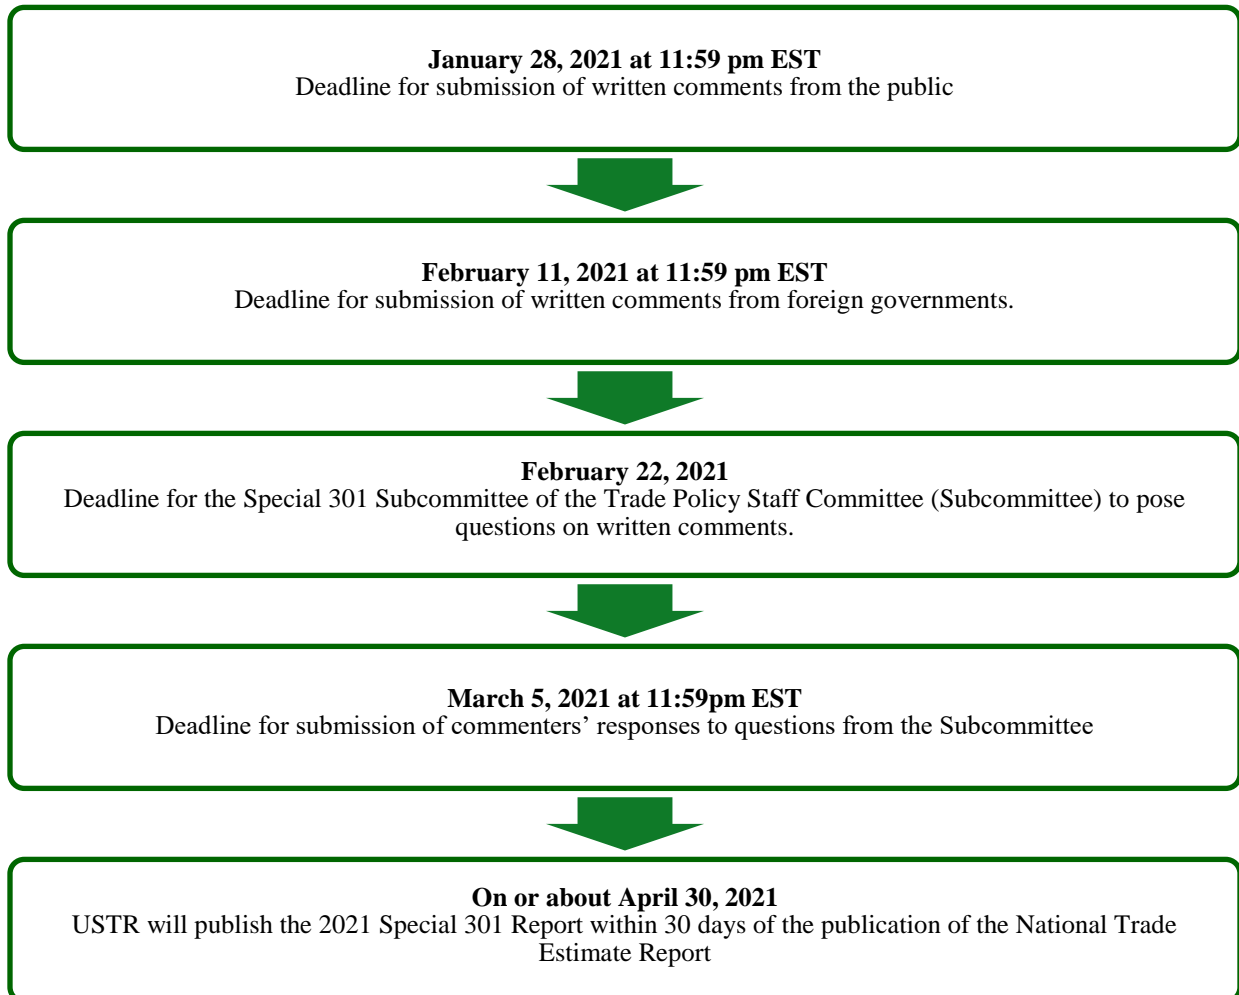 January 28, 2021 at 11:59 pm EST
Deadline for submission of written comments from the public
February 11, 2021 at 11:59 pm EST
Deadline for submission of written comments from foreign governments.
February 22, 2021
Deadline for the Special 301 Subcommittee of the Trade Policy Staff Committee (Subcommittee) to pose
questions on written comments.
March 5, 2021 at 11:59pm EST
Deadline for submission of commenters’ responses to questions from the Subcommittee
On or about April 30, 2021
USTR will publish the 2021 Special 301 Report within 30 days of the publication of the National Trade
Estimate Report